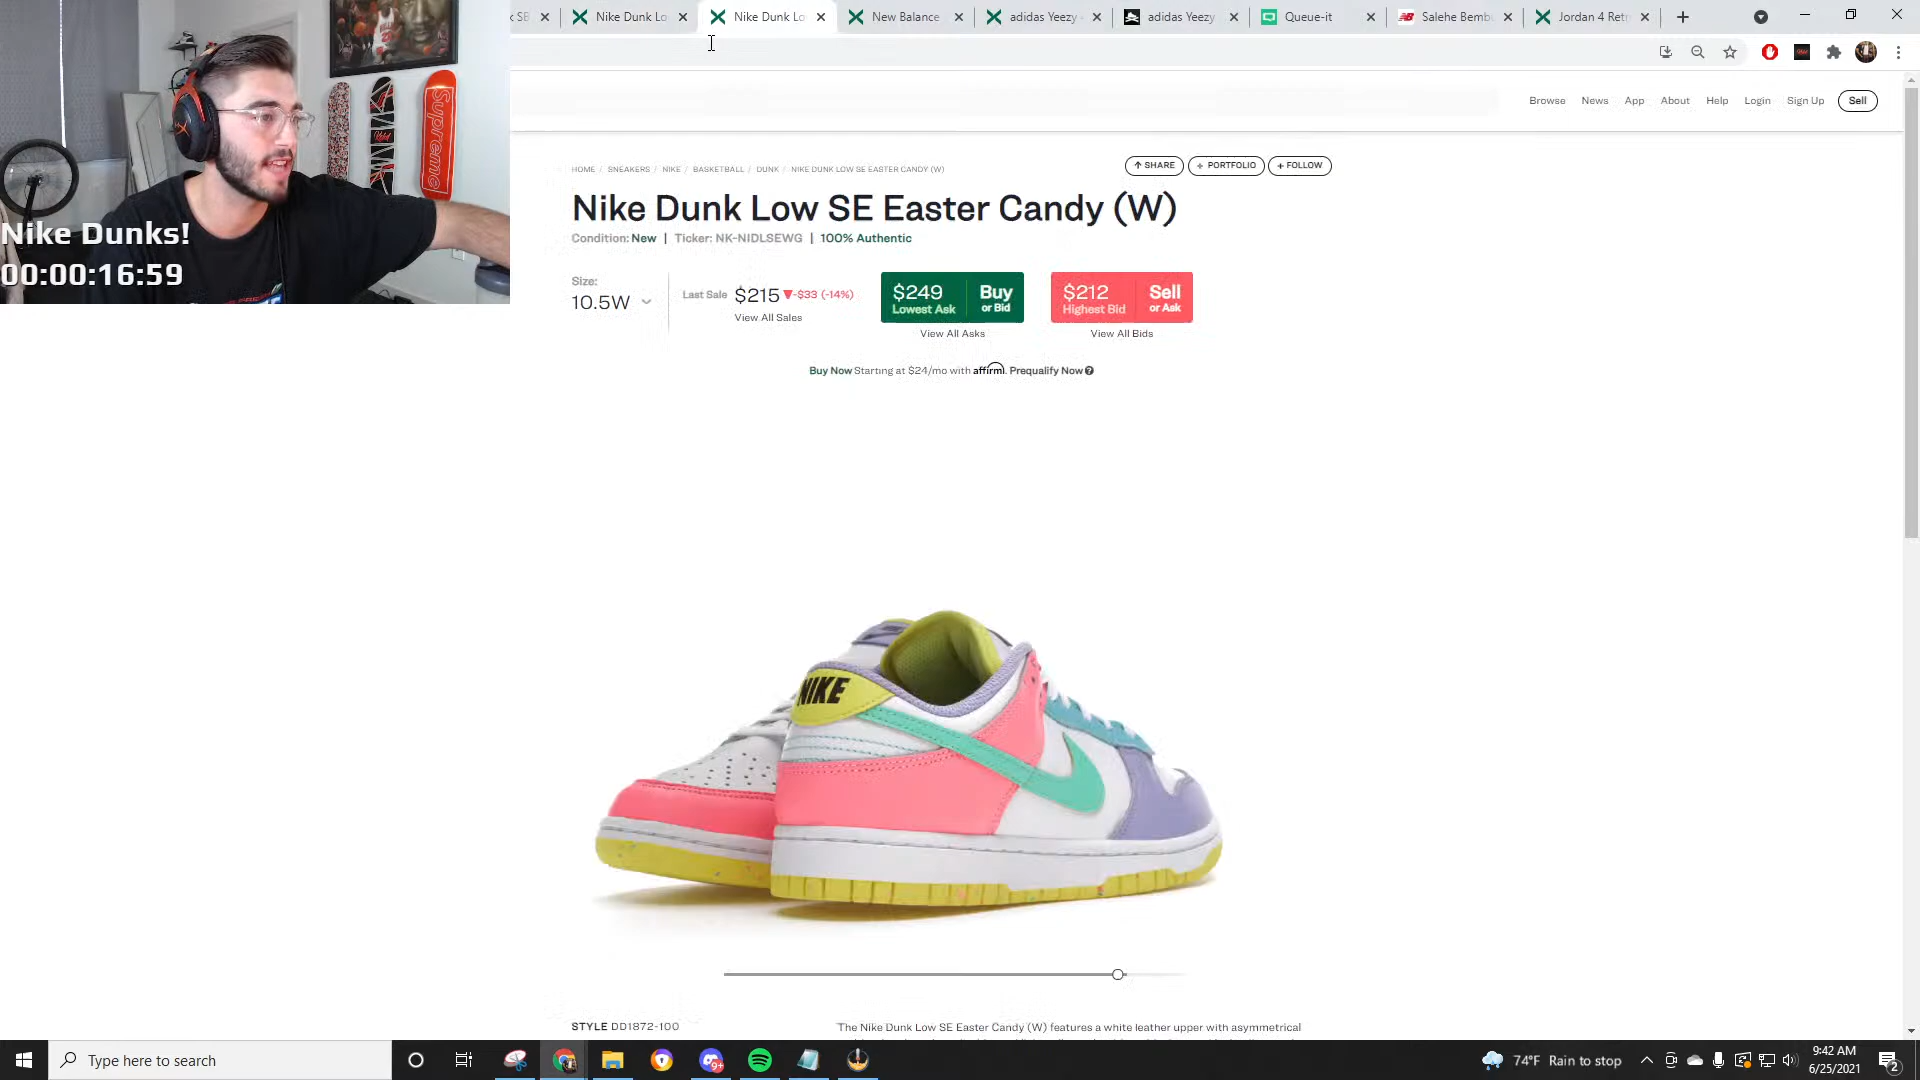 k SB
Nike Dunk Lo
Nike Dunk Lo
New Balance
adidas Yeezy
adidas Yeezy
Queue-it
Salehe Bembu
Jordan 4 Retr
Browse News App About Help Login Sign Up Sell
HOME / SNEAKERS / NIKE / BASKETBALL / DUNK / NIKE DUNK LOW SE EASTER CANDY (W)
SHARE + PORTFOLIO + FOLLOW
Nike Dunk Low SE Easter Candy (W)
Condition: New | Ticker: NK-NIDLSEWG | 100% Authentic
Size:
10.5W
Last Sale $215 ▼-$33 (-14%)
View All Sales
$249 Buy
Lowest Ask or Bid
View All Asks
$212 Sell
Highest Bid or Ask
View All Bids
Buy Now Starting at $24/mo with affirm. Prequalify Now
NIKE
STYLE DD1872-100
The Nike Dunk Low SE Easter Candy (W) features a white leather upper with asymmetrical
Supreme
Nike Dunks!
00:00:16:59
Type here to search
9+
74°F Rain to stop
9:42 AM
6/25/2021
2